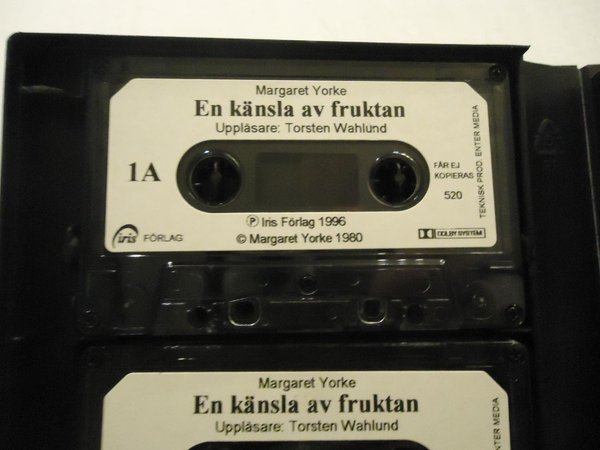 Margaret Yorke
En känsla av fruktan
Uppläsare: Torsten Wahlund
1A
FÅR EJ
KOPIERAS
520
TEKNISK PROD. ENTER MEDIA
Ⓟ Iris Förlag 1996
© Margaret Yorke 1980
iris FÖRLAG
DOLBY SYSTEM
Margaret Yorke
En känsla av fruktan
Uppläsare: Torsten Wahlund
ENTER MEDIA